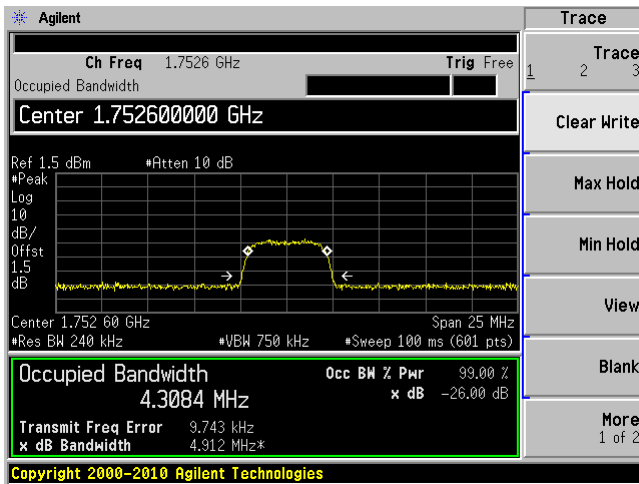 Agilent
Trace
Ch Freq 1.7526 GHz Trig Free
Occupied Bandwidth
Center 1.752600000 GHz
Ref 1.5 dBm #Atten 10 dB
#Peak
Log
10
dB/
Offst
1.5
dB
Center 1.752 60 GHz Span 25 MHz
#Res BW 240 kHz #VBW 750 kHz #Sweep 100 ms (601 pts)
Occupied Bandwidth Occ BW % Pwr 99.00 %
4.3084 MHz x dB -26.00 dB
Transmit Freq Error 9.743 kHz
x dB Bandwidth 4.912 MHz*
Trace
1 2 3
Clear Write
Max Hold
Min Hold
View
Blank
More
1 of 2
Copyright 2000-2010 Agilent Technologies